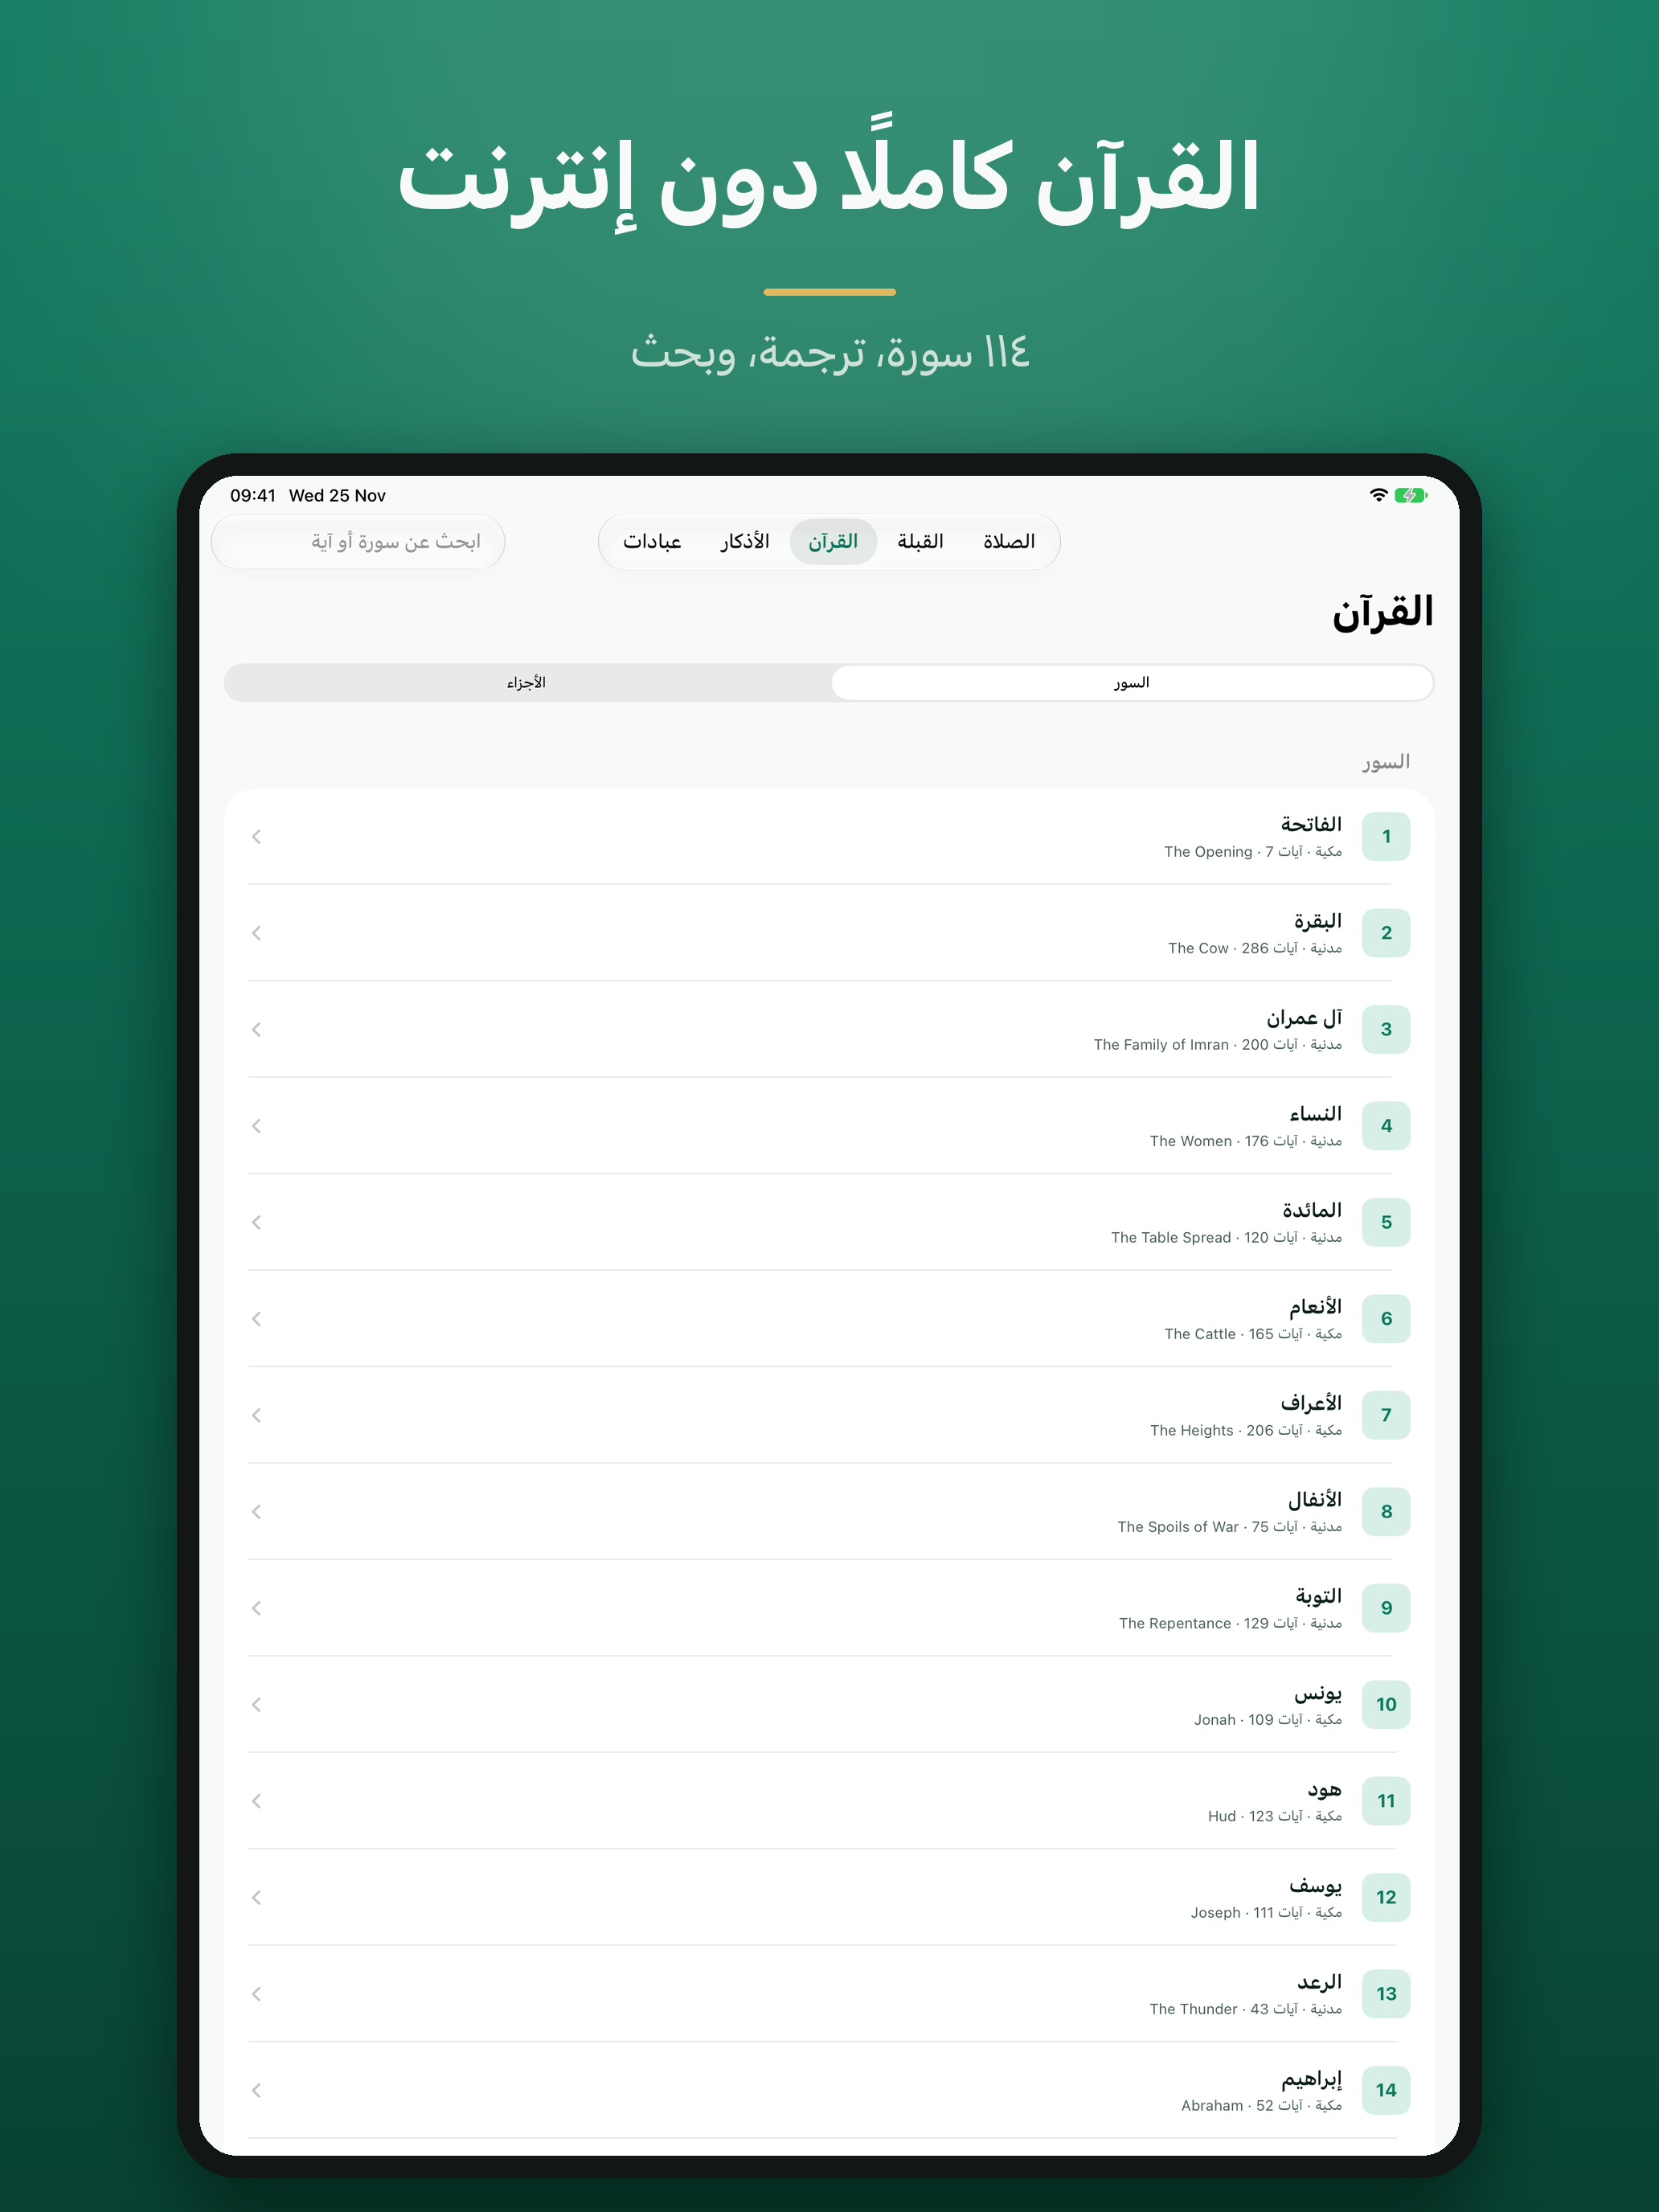 القرآن كاملًا دون إنترنت
١١٤ سورة، ترجمة، وبحث
09:41 Wed 25 Nov
الصلاة القبلة القرآن الأذكار عبادات
ابحث عن سورة أو آية
القرآن
السور الأجزاء
السور
1 الفاتحة
مكية · آيات 7 · The Opening
2 البقرة
مدنية · آيات 286 · The Cow
3 آل عمران
مدنية · آيات 200 · The Family of Imran
4 النساء
مدنية · آيات 176 · The Women
5 المائدة
مدنية · آيات 120 · The Table Spread
6 الأنعام
مكية · آيات 165 · The Cattle
7 الأعراف
مكية · آيات 206 · The Heights
8 الأنفال
مدنية · آيات 75 · The Spoils of War
9 التوبة
مدنية · آيات 129 · The Repentance
10 يونس
مكية · آيات 109 · Jonah
11 هود
مكية · آيات 123 · Hud
12 يوسف
مكية · آيات 111 · Joseph
13 الرعد
مدنية · آيات 43 · The Thunder
14 إبراهيم
مكية · آيات 52 · Abraham